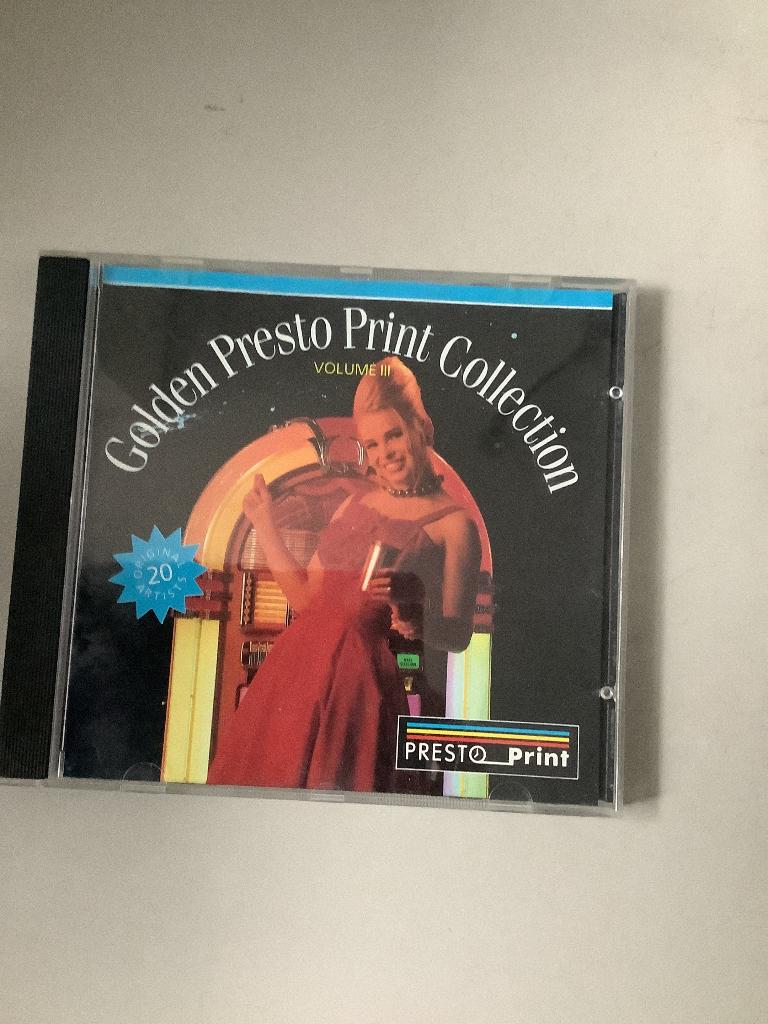 Golden Presto Print Collection
VOLUME III
ORIGINAL
20
ARTISTS
PRESTO Print